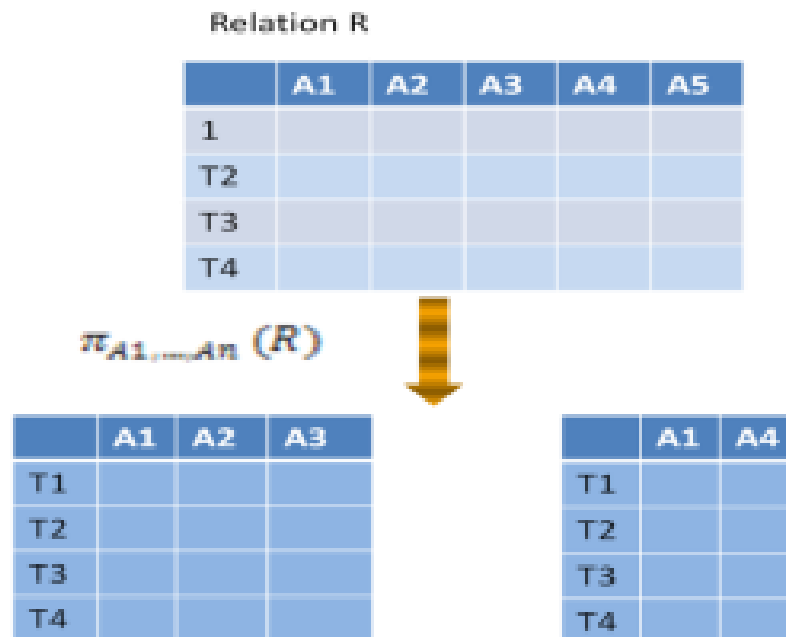 Relation R
A1 A2 A3 A4 A5
1
T2
T3
T4
πA1,...,An (R)
A1 A2 A3
T1
T2
T3
T4
A1 A4
T1
T2
T3
T4